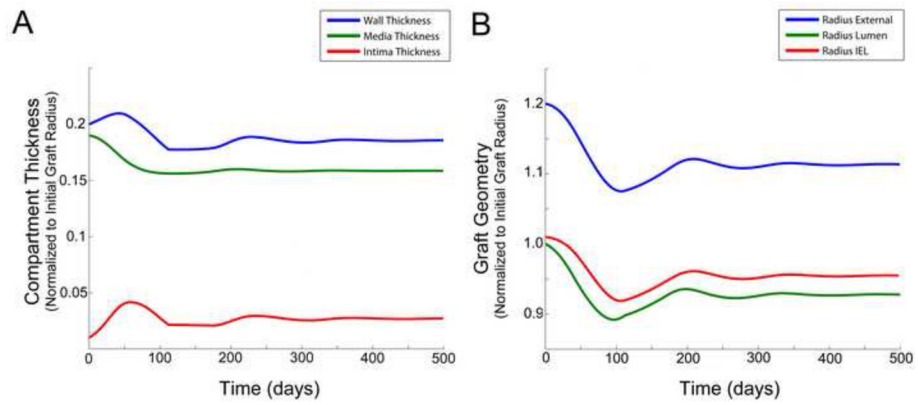 A
Wall Thickness
Media Thickness
Intima Thickness
Compartment Thickness
(Normalized to Initial Graft Radius)
0.2
0.15
0.1
0.05
0 100 200 300 400 500
Time (days)
B
Radius External
Radius Lumen
Radius IEL
Graft Geometry
(Normalized to Initial Graft Radius)
1.2
1.1
1.0
0.9
0 100 200 300 400 500
Time (days)